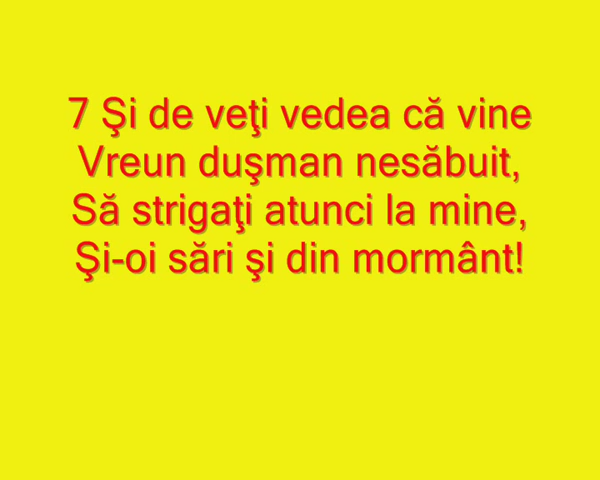 7 Şi de veţi vedea că vine
Vreun duşman nesăbuit,
Să strigaţi atunci la mine,
Şi-oi sări şi din mormânt!